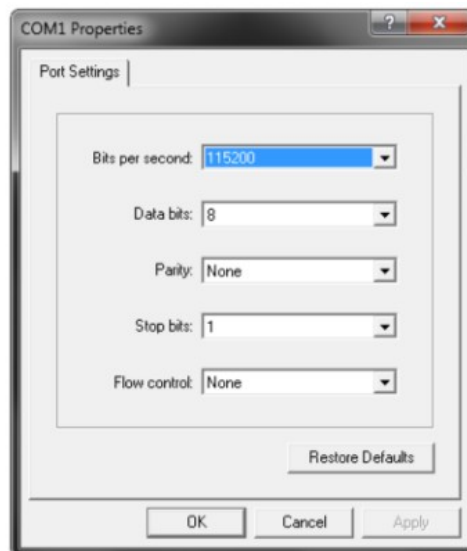 COM1 Properties
Port Settings
Bits per second: 115200
Data bits: 8
Parity: None
Stop bits: 1
Flow control: None
Restore Defaults
OK Cancel Apply